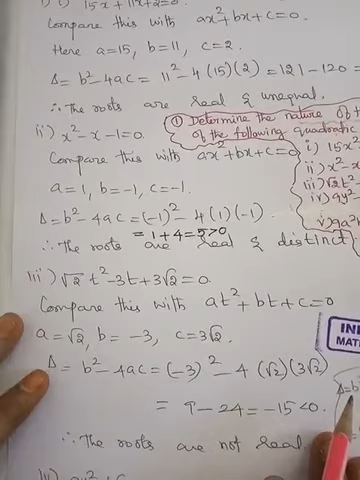 15x²+11x+2=0.
Compare this with ax²+bx+c=0.
Here a=15, b=11, c=2.
Δ= b²-4ac = 11²-4(15)(2) = 121-120 =
∴ The roots are real & unequal.
ii) x²-x-1=0.
Compare this with ax²+bx+c=0
a=1, b=-1, c=-1.
Δ=b²-4ac=(-1)²-4(1)(-1).
=1+4=5>0
∴ The roots are real & distinct
① Determine the nature of
of the following quadratic
i) 15x²
ii) x²-x
iii) √2t²
iv) 9y²-
v) 9a²
iii) √2 t²-3t+3√2=0.
Compare this with at²+bt+c=0
a=√2, b=-3, c=3√2.
Δ= b²-4ac = (-3)²-4(√2)(3√2)
= 9-24=-15<0.
∴ The roots are not real.
MAT
Δ=b